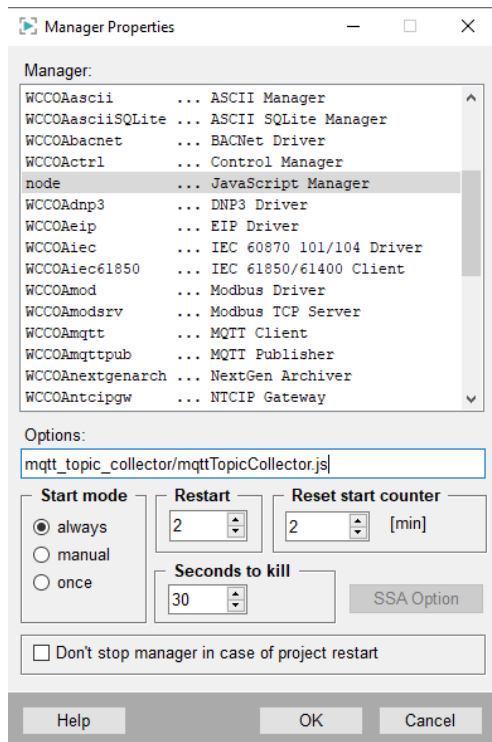 Manager Properties
Manager:
WCCOAascii ... ASCII Manager
WCCOAasciiSQLite ... ASCII SQLite Manager
WCCOAbacnet ... BACNet Driver
WCCOActrl ... Control Manager
node ... JavaScript Manager
WCCOAdnp3 ... DNP3 Driver
WCCOAeip ... EIP Driver
WCCOAiec ... IEC 60870 101/104 Driver
WCCOAiec61850 ... IEC 61850/61400 Client
WCCOAmod ... Modbus Driver
WCCOAmodsrv ... Modbus TCP Server
WCCOAmqtt ... MQTT Client
WCCOAmqttpub ... MQTT Publisher
WCCOAnextgenarch ... NextGen Archiver
WCCOAntcipgw ... NTCIP Gateway
Options:
mqtt_topic_collector/mqttTopicCollector.js
Start mode Restart Reset start counter
always 2 2 [min]
manual
once Seconds to kill
30 SSA Option
Don't stop manager in case of project restart
Help OK Cancel